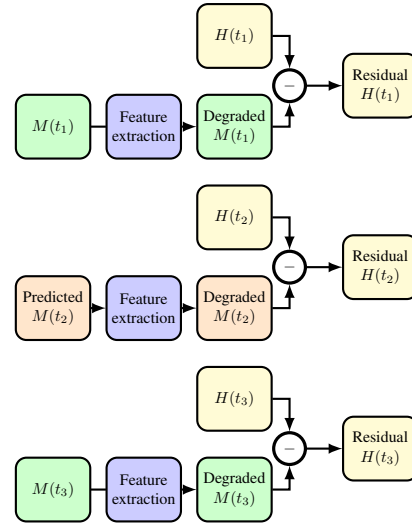 H(t₁)
−
Residual
H(t₁)
M(t₁)
Feature
extraction
Degraded
M(t₁)
H(t₂)
−
Residual
H(t₂)
Predicted
M(t₂)
Feature
extraction
Degraded
M(t₂)
H(t₃)
−
Residual
H(t₃)
M(t₃)
Feature
extraction
Degraded
M(t₃)